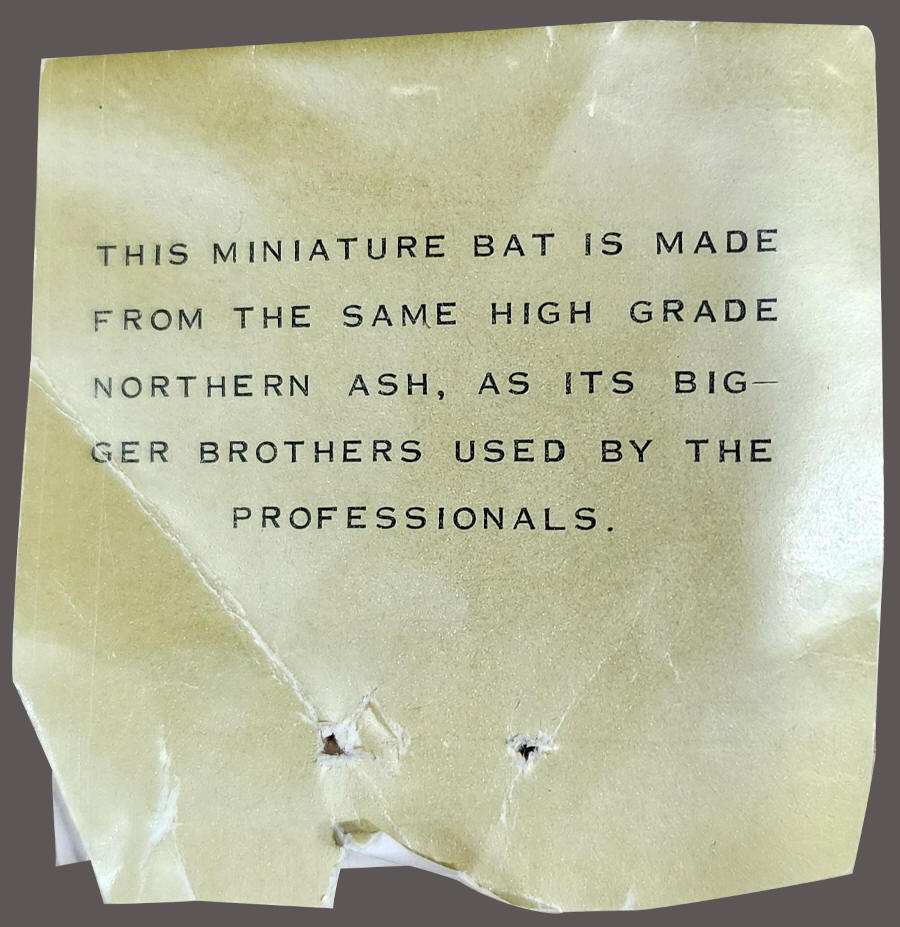 THIS MINIATURE BAT IS MADE
FROM THE SAME HIGH GRADE
NORTHERN ASH, AS ITS BIG—
GER BROTHERS USED BY THE
PROFESSIONALS.